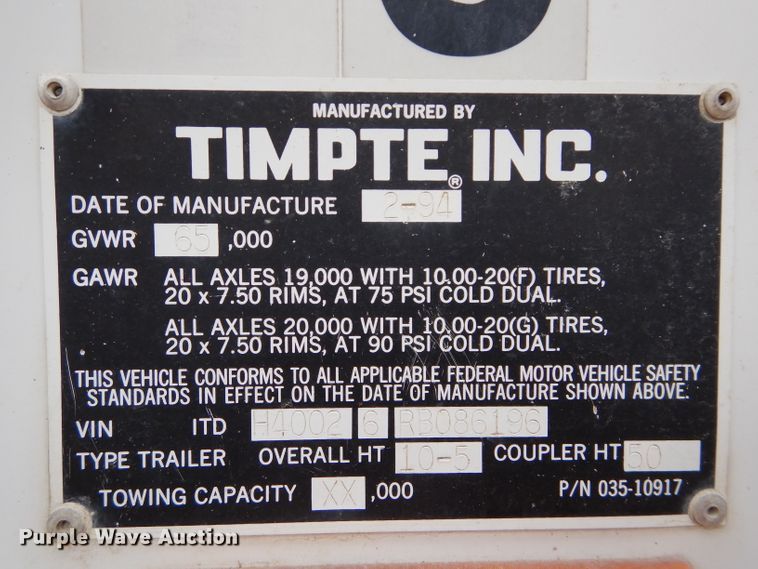 MANUFACTURED BY
TIMPTE® INC.
DATE OF MANUFACTURE 2-94
GVWR 65 ,000
GAWR ALL AXLES 19,000 WITH 10.00-20(F) TIRES,
20 x 7.50 RIMS, AT 75 PSI COLD DUAL.
ALL AXLES 20,000 WITH 10.00-20(G) TIRES,
20 x 7.50 RIMS, AT 90 PSI COLD DUAL.
THIS VEHICLE CONFORMS TO ALL APPLICABLE FEDERAL MOTOR VEHICLE SAFETY
STANDARDS IN EFFECT ON THE DATE OF MANUFACTURE SHOWN ABOVE.
VIN ITD H4002 6 RB086196
TYPE TRAILER OVERALL HT 10-5 COUPLER HT 50
TOWING CAPACITY XX ,000 P/N 035-10917
Purple Wave Auction